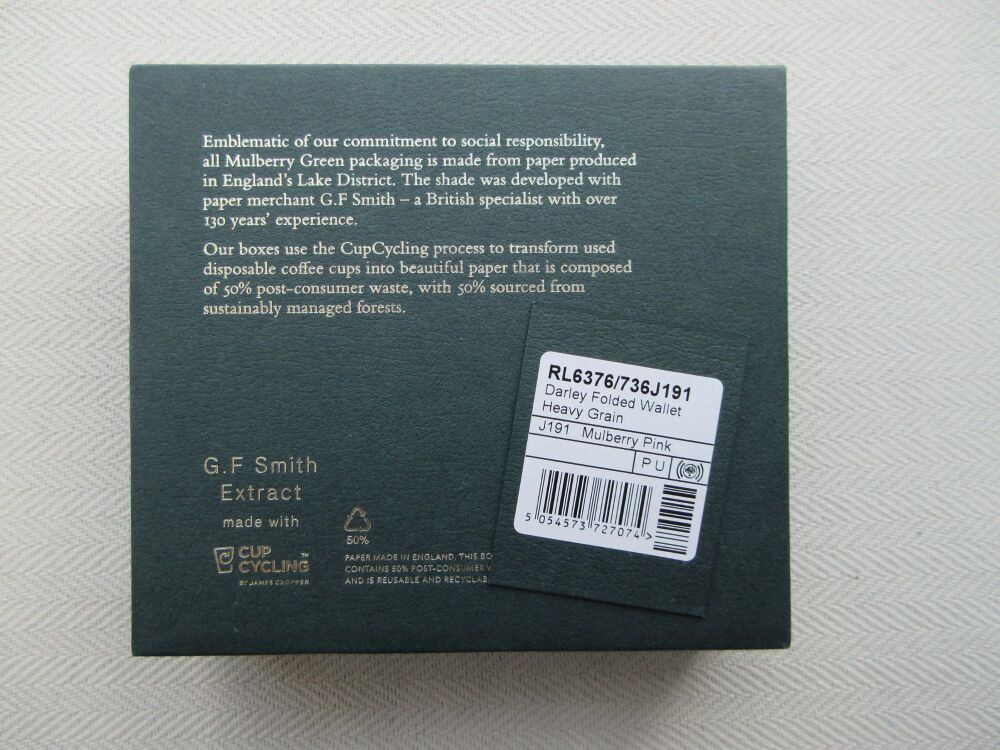 Emblematic of our commitment to social responsibility,
all Mulberry Green packaging is made from paper produced
in England's Lake District. The shade was developed with
paper merchant G.F Smith – a British specialist with over
130 years' experience.
Our boxes use the CupCycling process to transform used
disposable coffee cups into beautiful paper that is composed
of 50% post-consumer waste, with 50% sourced from
sustainably managed forests.
RL6376/736J191
Darley Folded Wallet
Heavy Grain
J191 Mulberry Pink
PU
5 054573 727074 >
G.F Smith
Extract
made with
CUP
CYCLING™
BY JAMES CROPPER
50%
PAPER MADE IN ENGLAND. THIS
CONTAINS 50% POST-CONSUMER
AND IS REUSABLE AND